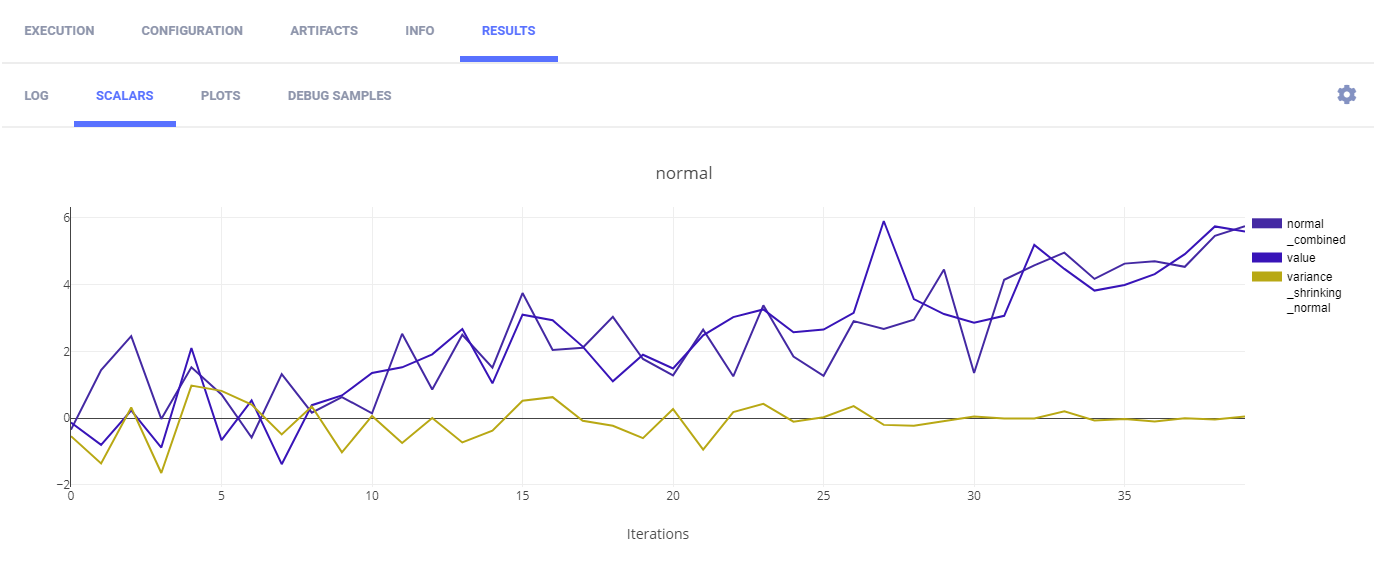 EXECUTION CONFIGURATION ARTIFACTS INFO RESULTS
LOG SCALARS PLOTS DEBUG SAMPLES
normal
6
4
2
0
−2
0 5 10 15 20 25 30 35
Iterations
normal
_combined
value
variance
_shrinking
_normal